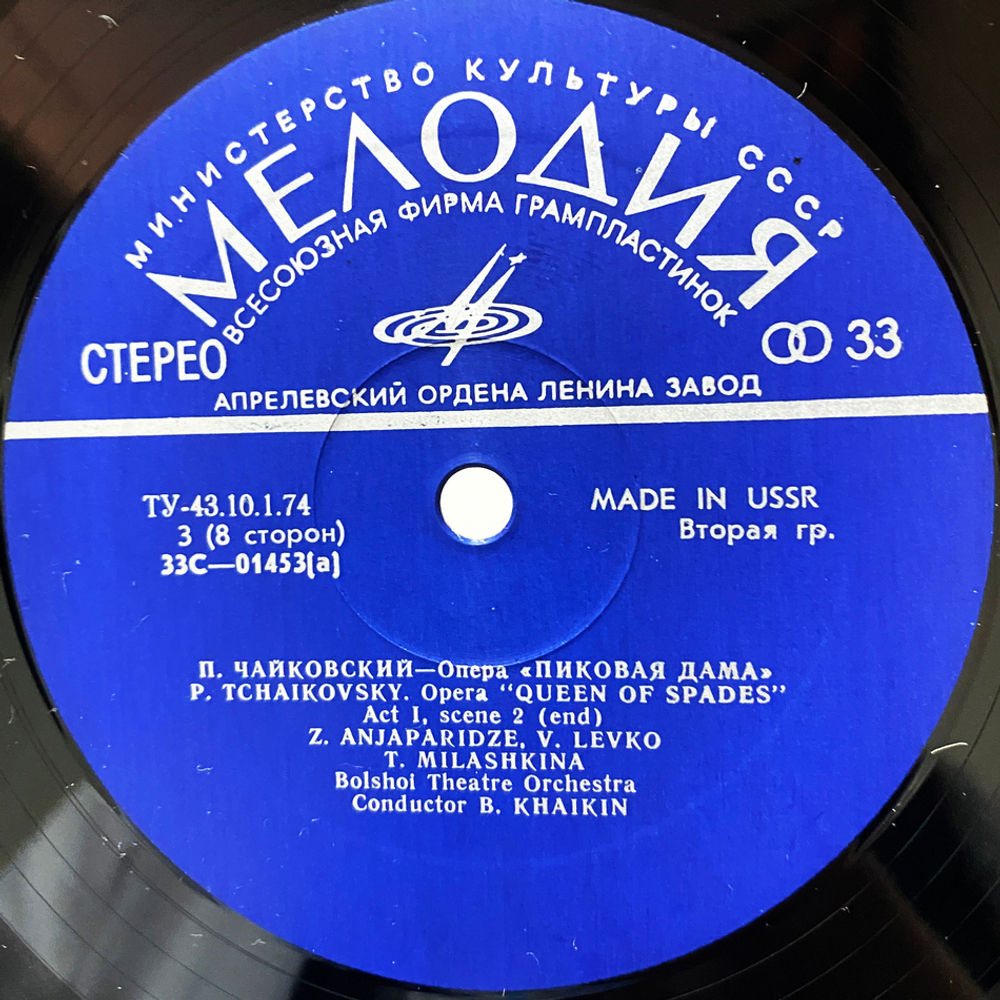 МИНИСТЕРСТВО КУЛЬТУРЫ СССР
МЕЛОДИЯ
ВСЕСОЮЗНАЯ ФИРМА ГРАМПЛАСТИНОК
СТЕРЕО
33
АПРЕЛЕВСКИЙ ОРДЕНА ЛЕНИНА ЗАВОД
ТУ-43.10.1.74
3 (8 сторон)
33С—01453(а)
MADE IN USSR
Вторая гр.
П. ЧАЙКОВСКИЙ—Опера «ПИКОВАЯ ДАМА»
P. TCHAIKOVSKY. Opera "QUEEN OF SPADES"
Act I, scene 2 (end)
Z. ANJAPARIDZE, V. LEVKO
T. MILASHKINA
Bolshoi Theatre Orchestra
Conductor B. KHAIKIN